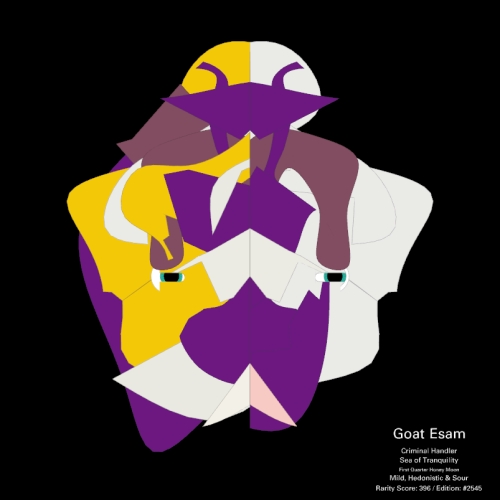 Goat Esam
Criminal Handler
Sea of Tranquility
First Quarter Honey Moon
Mild, Hedonistic & Sour
Rarity Score: 396 / Edition: #2545